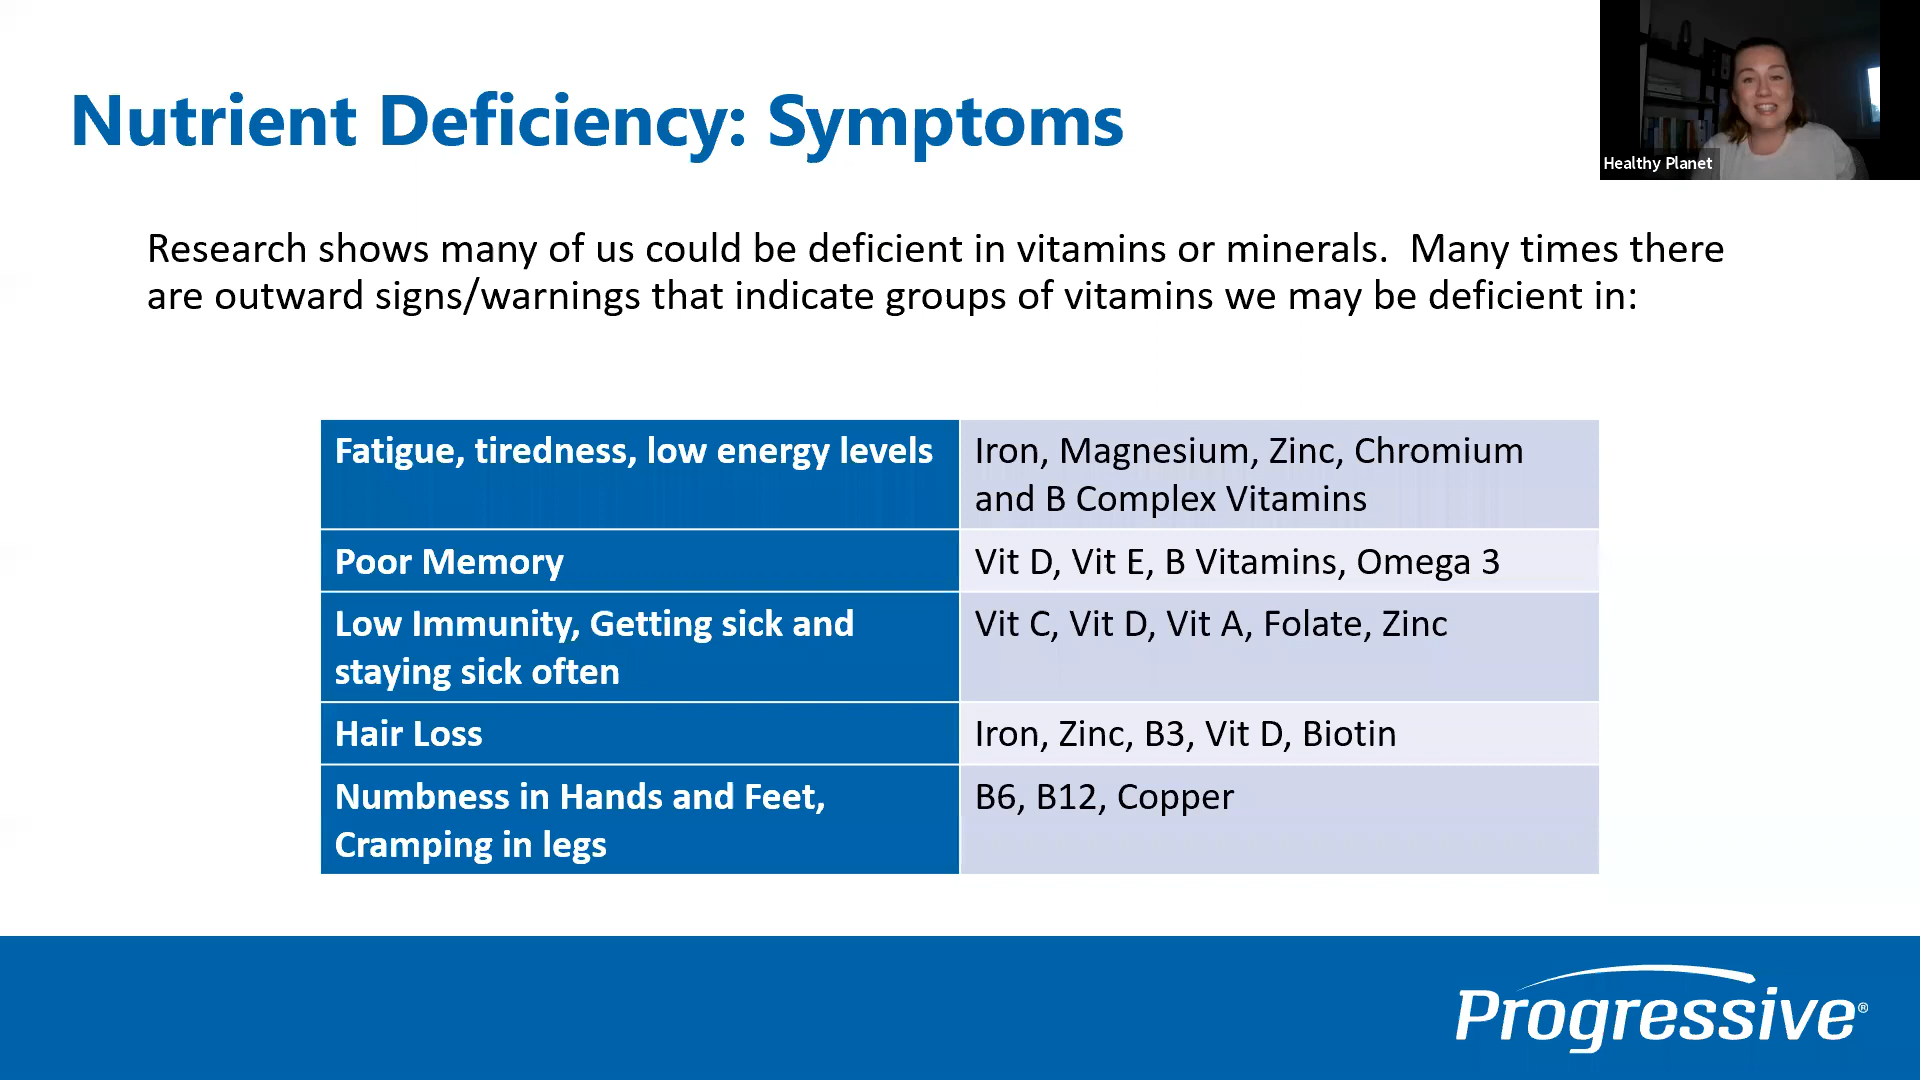 Nutrient Deficiency: Symptoms
Healthy Planet
Research shows many of us could be deficient in vitamins or minerals.  Many times there
are outward signs/warnings that indicate groups of vitamins we may be deficient in:
Fatigue, tiredness, low energy levels
Iron, Magnesium, Zinc, Chromium
and B Complex Vitamins
Poor Memory
Vit D, Vit E, B Vitamins, Omega 3
Low Immunity, Getting sick and
staying sick often
Vit C, Vit D, Vit A, Folate, Zinc
Hair Loss
Iron, Zinc, B3, Vit D, Biotin
Numbness in Hands and Feet,
Cramping in legs
B6, B12, Copper
Progressive®